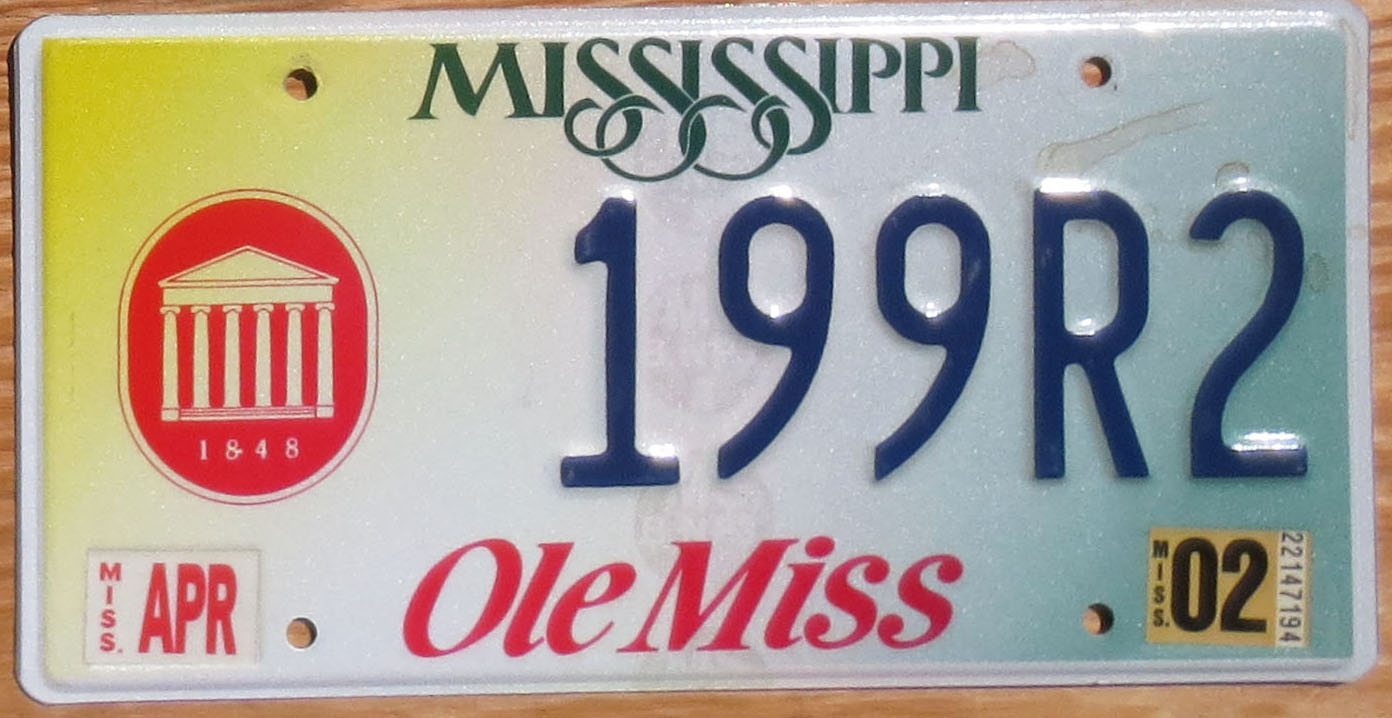 MISSISSIPPI
199R2
1848
Ole Miss
MISS. APR
MISS. 02 22147194